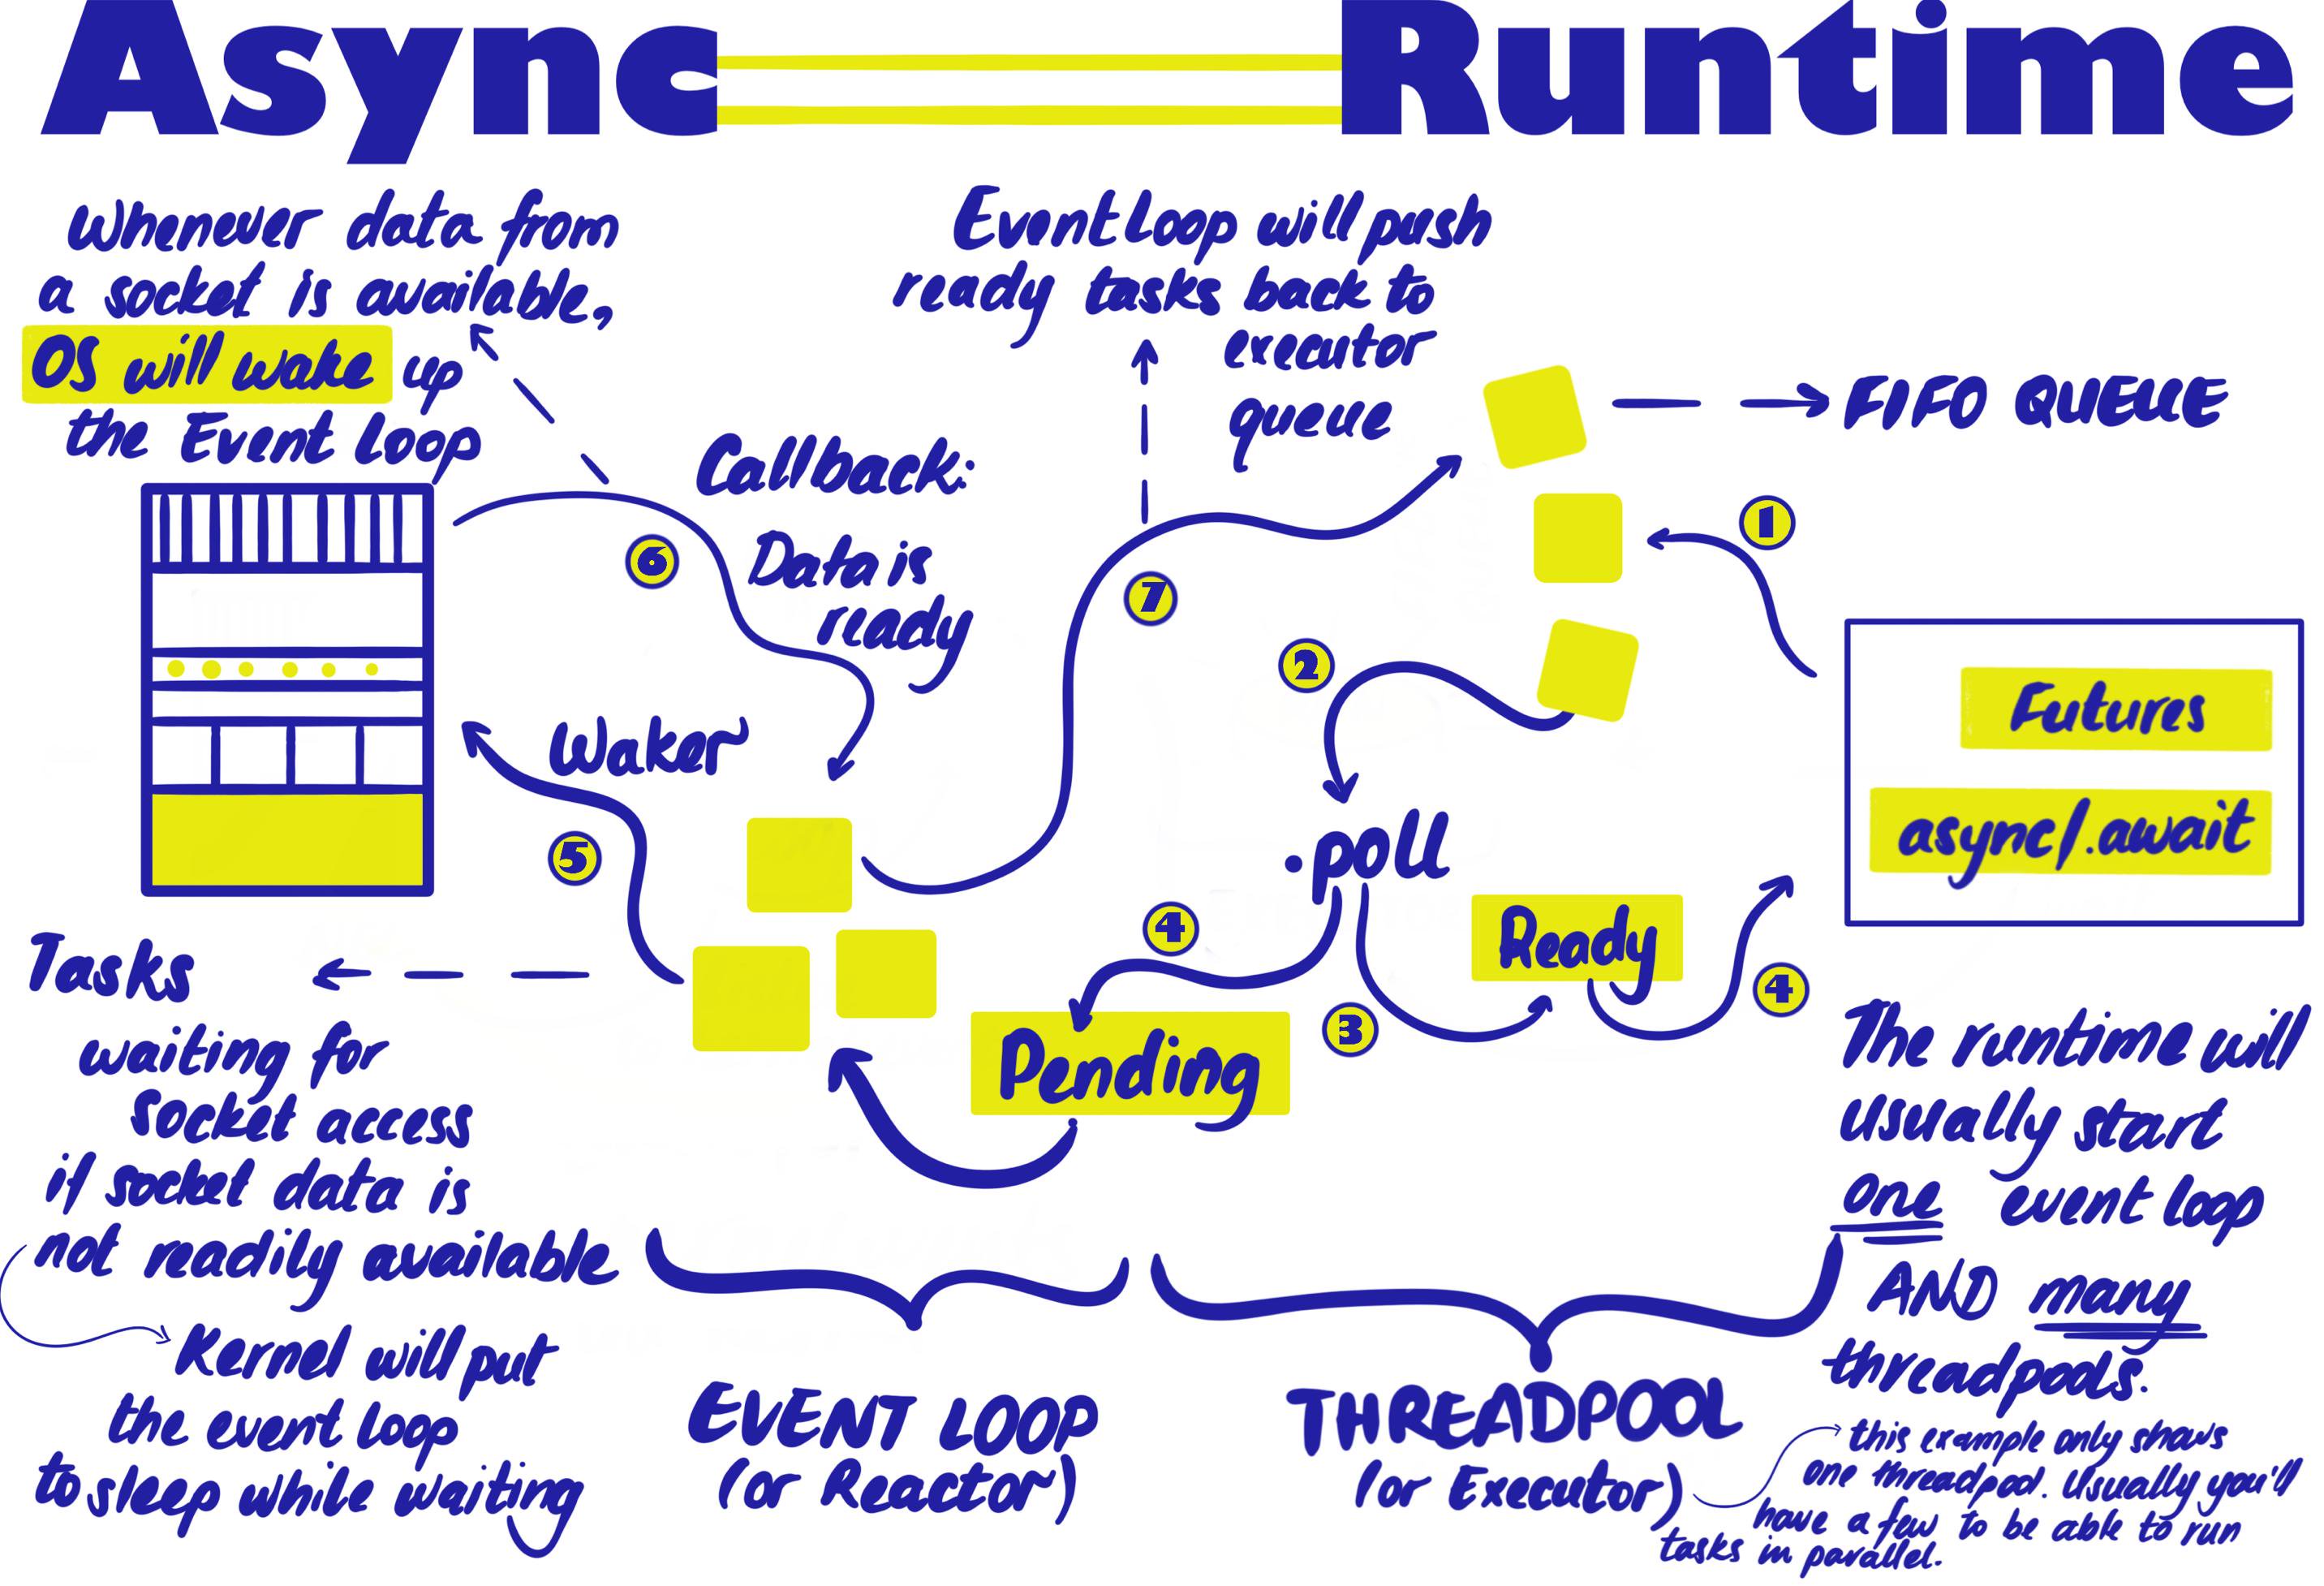 Async Runtime
Whenever data from
a socket is available,
OS will wake up
the Event Loop
Event Loop will push
ready tasks back to
executor
queue
FIFO QUEUE
Callback:
Data is
ready
6
7
1
2
Futures
async/.await
Waker
5
.poll
4
Ready
3
4
Pending
Tasks
waiting for
socket access
if socket data is
not readily available
Kernel will put
the event loop
to sleep while waiting
EVENT LOOP
(or Reactor)
THREADPOOL
(or Executor)
The runtime will
usually start
one event loop
AND many
threadpools.
this example only shows
one threadpool. Usually you'll
have a few to be able to run
tasks in parallel.